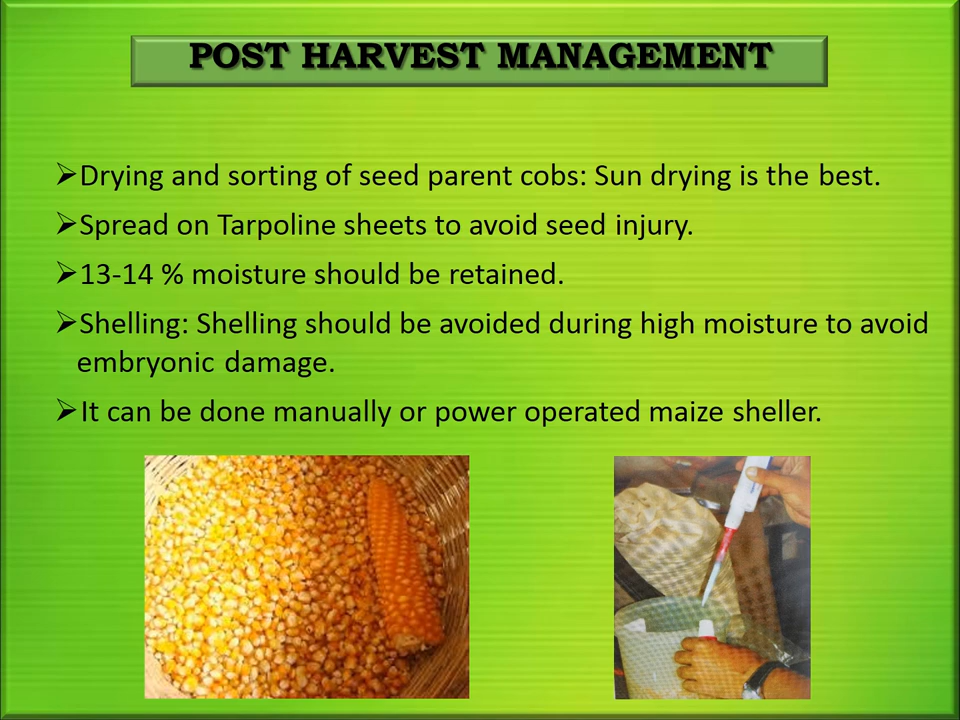 POST HARVEST MANAGEMENT
➢Drying and sorting of seed parent cobs: Sun drying is the best.
➢Spread on Tarpoline sheets to avoid seed injury.
➢13-14 % moisture should be retained.
➢Shelling: Shelling should be avoided during high moisture to avoid
embryonic damage.
➢It can be done manually or power operated maize sheller.